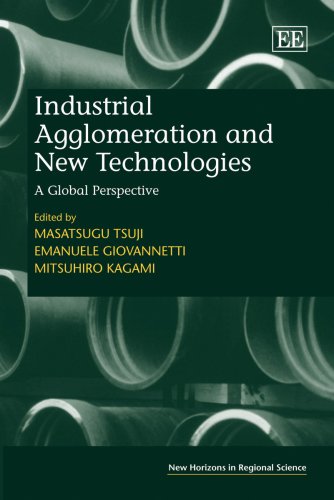 EE
Industrial
Agglomeration and
New Technologies
A Global Perspective
Edited by
MASATSUGU TSUJI
EMANUELE GIOVANNETTI
MITSUHIRO KAGAMI
New Horizons in Regional Science